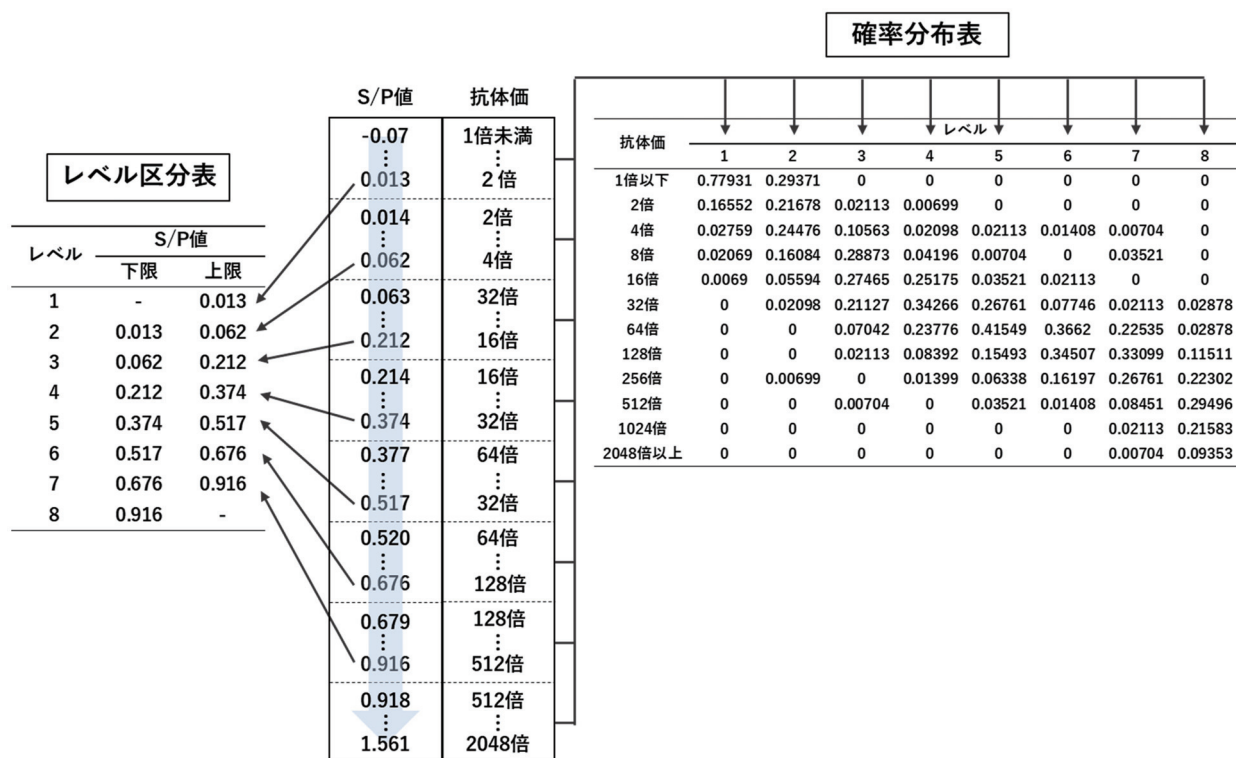 確率分布表
レベル区分表
レベル S/P値
下限 上限
1 - 0.013
2 0.013 0.062
3 0.062 0.212
4 0.212 0.374
5 0.374 0.517
6 0.517 0.676
7 0.676 0.916
8 0.916 -
S/P値 抗体価
-0.07 1倍未満
0.013 2倍
0.014 2倍
0.062 4倍
0.063 32倍
0.212 16倍
0.214 16倍
0.374 32倍
0.377 64倍
0.517 32倍
0.520 64倍
0.676 128倍
0.679 128倍
0.916 512倍
0.918 512倍
1.561 2048倍
抗体価 レベル
1 2 3 4 5 6 7 8
1倍以下 0.77931 0.29371 0 0 0 0 0 0
2倍 0.16552 0.21678 0.02113 0.00699 0 0 0 0
4倍 0.02759 0.24476 0.10563 0.02098 0.02113 0.01408 0.00704 0
8倍 0.02069 0.16084 0.28873 0.04196 0.00704 0 0.03521 0
16倍 0.0069 0.05594 0.27465 0.25175 0.03521 0.02113 0 0
32倍 0 0.02098 0.21127 0.34266 0.26761 0.07746 0.02113 0.02878
64倍 0 0 0.07042 0.23776 0.41549 0.3662 0.22535 0.02878
128倍 0 0 0.02113 0.08392 0.15493 0.34507 0.33099 0.11511
256倍 0 0.00699 0 0.01399 0.06338 0.16197 0.26761 0.22302
512倍 0 0 0.00704 0 0.03521 0.01408 0.08451 0.29496
1024倍 0 0 0 0 0 0 0.02113 0.21583
2048倍以上 0 0 0 0 0 0 0.00704 0.09353